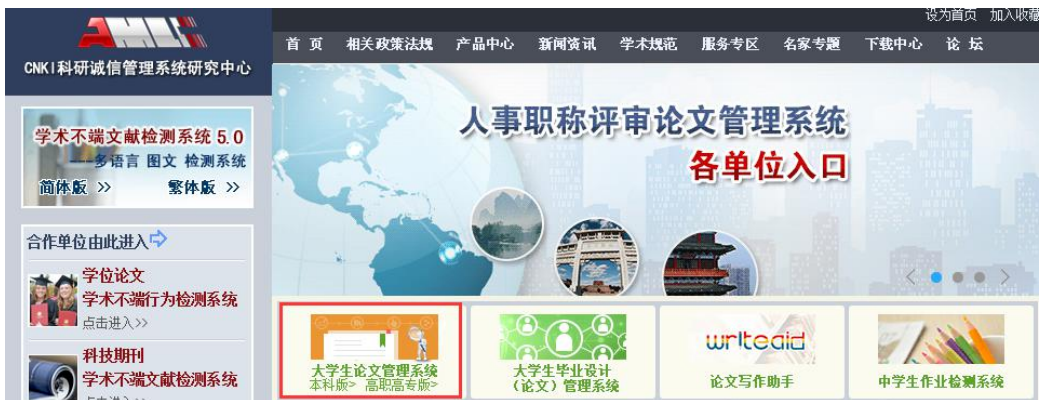 设为首页 加入收藏
AMLC
CNKI科研诚信管理系统研究中心
首 页 相关政策法规 产品中心 新闻资讯 学术规范 服务专区 名家专题 下载中心 论 坛
学术不端文献检测系统 5.0
---多语言 图文 检测系统
简体版 >> 繁体版 >>
人事职称评审论文管理系统
各单位入口
合作单位由此进入
学位论文
学术不端行为检测系统
点击进入>>
科技期刊
学术不端文献检测系统
点击进入>>
大学生论文管理系统
本科版> 高职高专版>
大学生毕业设计
（论文）管理系统
writeaid
论文写作助手
中学生作业检测系统